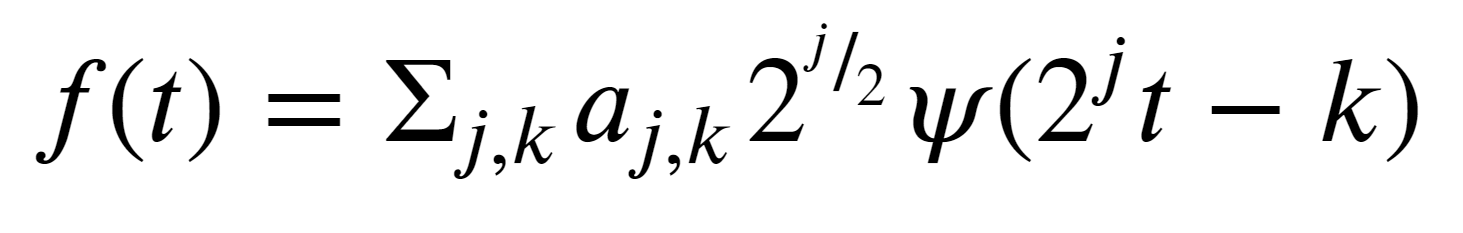 f(t) = Σ_{j,k} a_{j,k} 2^{j/2} ψ(2^j t − k)